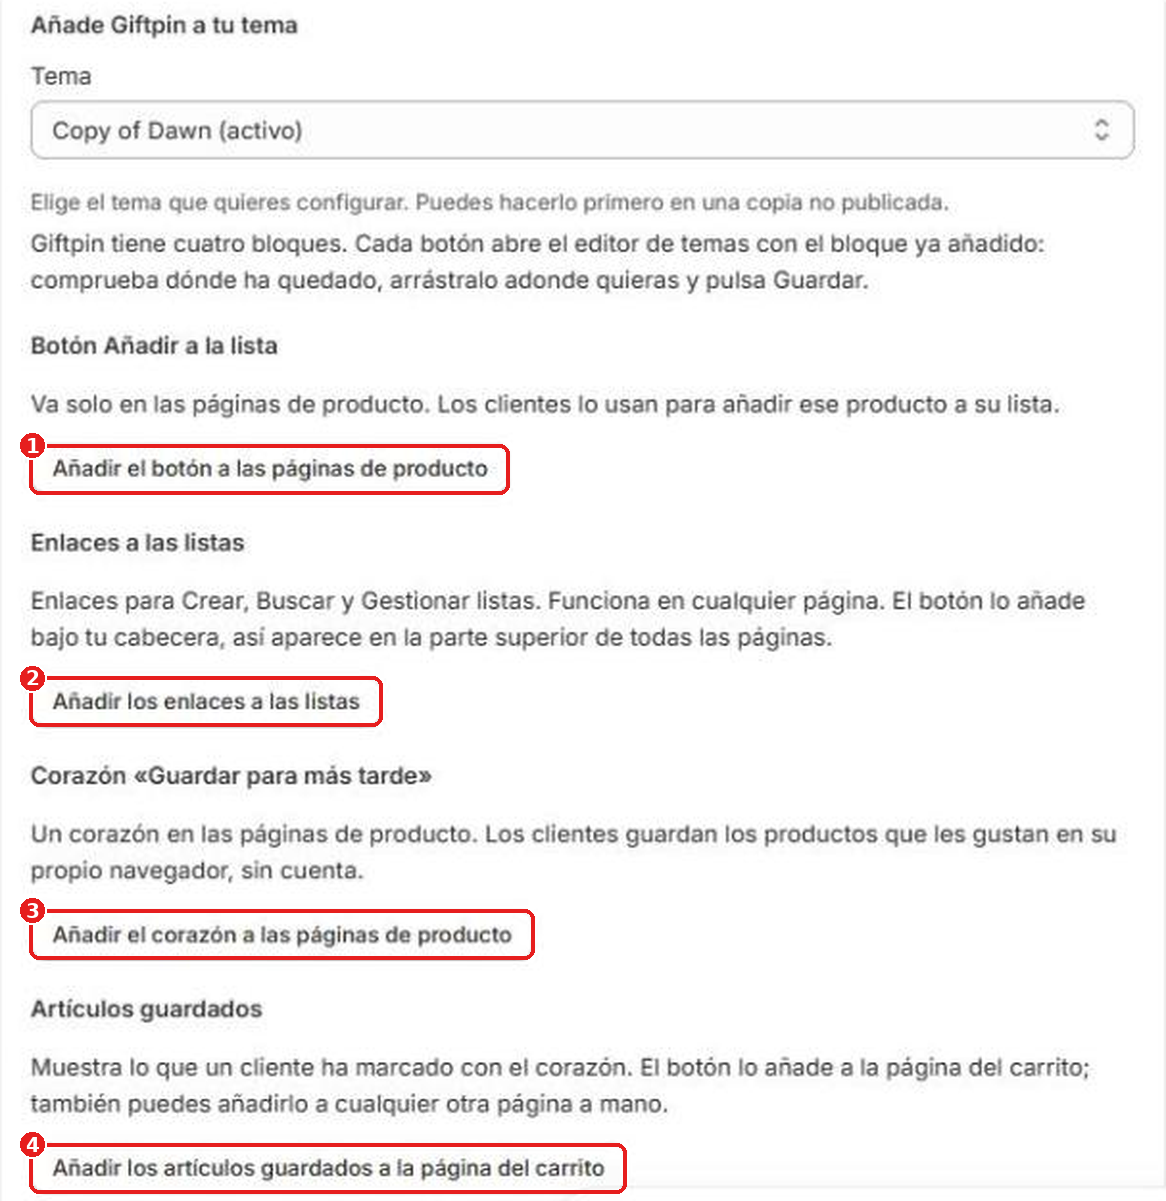 Añade Giftpin a tu tema
Tema
Copy of Dawn (activo)
Elige el tema que quieres configurar. Puedes hacerlo primero en una copia no publicada.
Giftpin tiene cuatro bloques. Cada botón abre el editor de temas con el bloque ya añadido:
comprueba dónde ha quedado, arrástralo adonde quieras y pulsa Guardar.
Botón Añadir a la lista
Va solo en las páginas de producto. Los clientes lo usan para añadir ese producto a su lista.
1
Añadir el botón a las páginas de producto
Enlaces a las listas
Enlaces para Crear, Buscar y Gestionar listas. Funciona en cualquier página. El botón lo añade
bajo tu cabecera, así aparece en la parte superior de todas las páginas.
2
Añadir los enlaces a las listas
Corazón «Guardar para más tarde»
Un corazón en las páginas de producto. Los clientes guardan los productos que les gustan en su
propio navegador, sin cuenta.
3
Añadir el corazón a las páginas de producto
Artículos guardados
Muestra lo que un cliente ha marcado con el corazón. El botón lo añade a la página del carrito;
también puedes añadirlo a cualquier otra página a mano.
4
Añadir los artículos guardados a la página del carrito